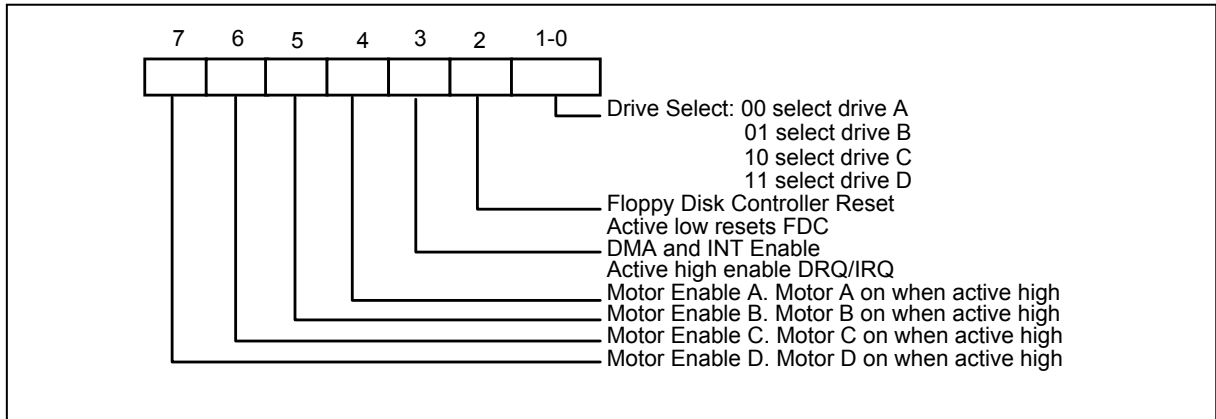 7 6 5 4 3 2 1-0
Drive Select: 00 select drive A
01 select drive B
10 select drive C
11 select drive D
Floppy Disk Controller Reset
Active low resets FDC
DMA and INT Enable
Active high enable DRQ/IRQ
Motor Enable A. Motor A on when active high
Motor Enable B. Motor B on when active high
Motor Enable C. Motor C on when active high
Motor Enable D. Motor D on when active high